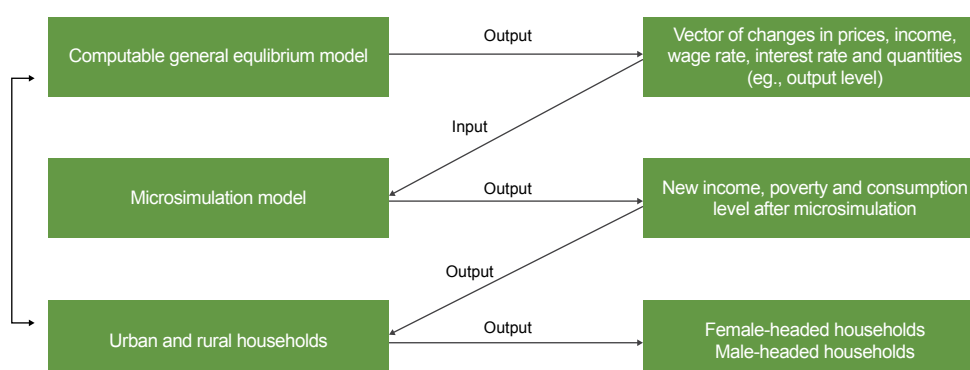 Computable general equlibrium model
Output
Vector of changes in prices, income,
wage rate, interest rate and quantities
(eg., output level)
Input
Microsimulation model
Output
New income, poverty and consumption
level after microsimulation
Output
Urban and rural households
Output
Female-headed households
Male-headed households